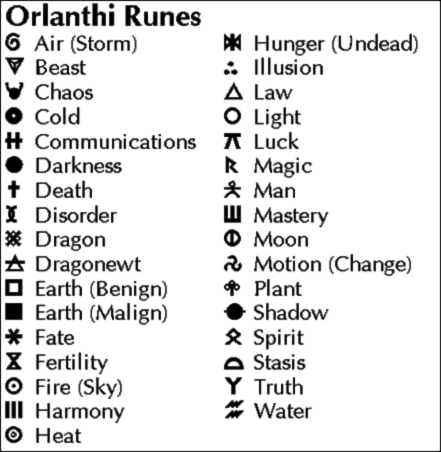 Orlanthi Runes
Air (Storm)
Beast
Chaos
Cold
Communications
Darkness
Death
Disorder
Dragon
Dragonewt
Earth (Benign)
Earth (Malign)
Fate
Fertility
Fire (Sky)
Harmony
Heat
Hunger (Undead)
Illusion
Law
Light
Luck
Magic
Man
Mastery
Moon
Motion (Change)
Plant
Shadow
Spirit
Stasis
Truth
Water